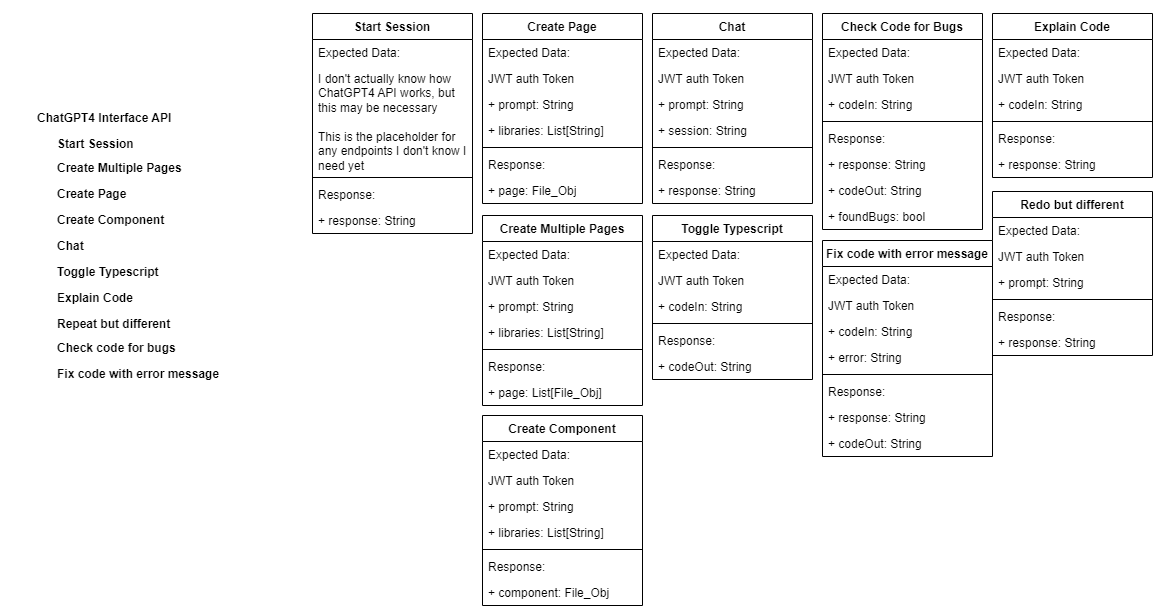 ChatGPT4 Interface API
Start Session
Create Multiple Pages
Create Page
Create Component
Chat
Toggle Typescript
Explain Code
Repeat but different
Check code for bugs
Fix code with error message
Start Session
Expected Data:
I don't actually know how
ChatGPT4 API works, but
this may be necessary
This is the placeholder for
any endpoints I don't know I
need yet
Response:
+ response: String
Create Page
Expected Data:
JWT auth Token
+ prompt: String
+ libraries: List[String]
Response:
+ page: File_Obj
Create Multiple Pages
Expected Data:
JWT auth Token
+ prompt: String
+ libraries: List[String]
Response:
+ page: List[File_Obj]
Create Component
Expected Data:
JWT auth Token
+ prompt: String
+ libraries: List[String]
Response:
+ component: File_Obj
Chat
Expected Data:
JWT auth Token
+ prompt: String
+ session: String
Response:
+ response: String
Toggle Typescript
Expected Data:
JWT auth Token
+ codeIn: String
Response:
+ codeOut: String
Check Code for Bugs
Expected Data:
JWT auth Token
+ codeIn: String
Response:
+ response: String
+ codeOut: String
+ foundBugs: bool
Fix code with error message
Expected Data:
JWT auth Token
+ codeIn: String
+ error: String
Response:
+ response: String
+ codeOut: String
Explain Code
Expected Data:
JWT auth Token
+ codeIn: String
Response:
+ response: String
Redo but different
Expected Data:
JWT auth Token
+ prompt: String
Response:
+ response: String